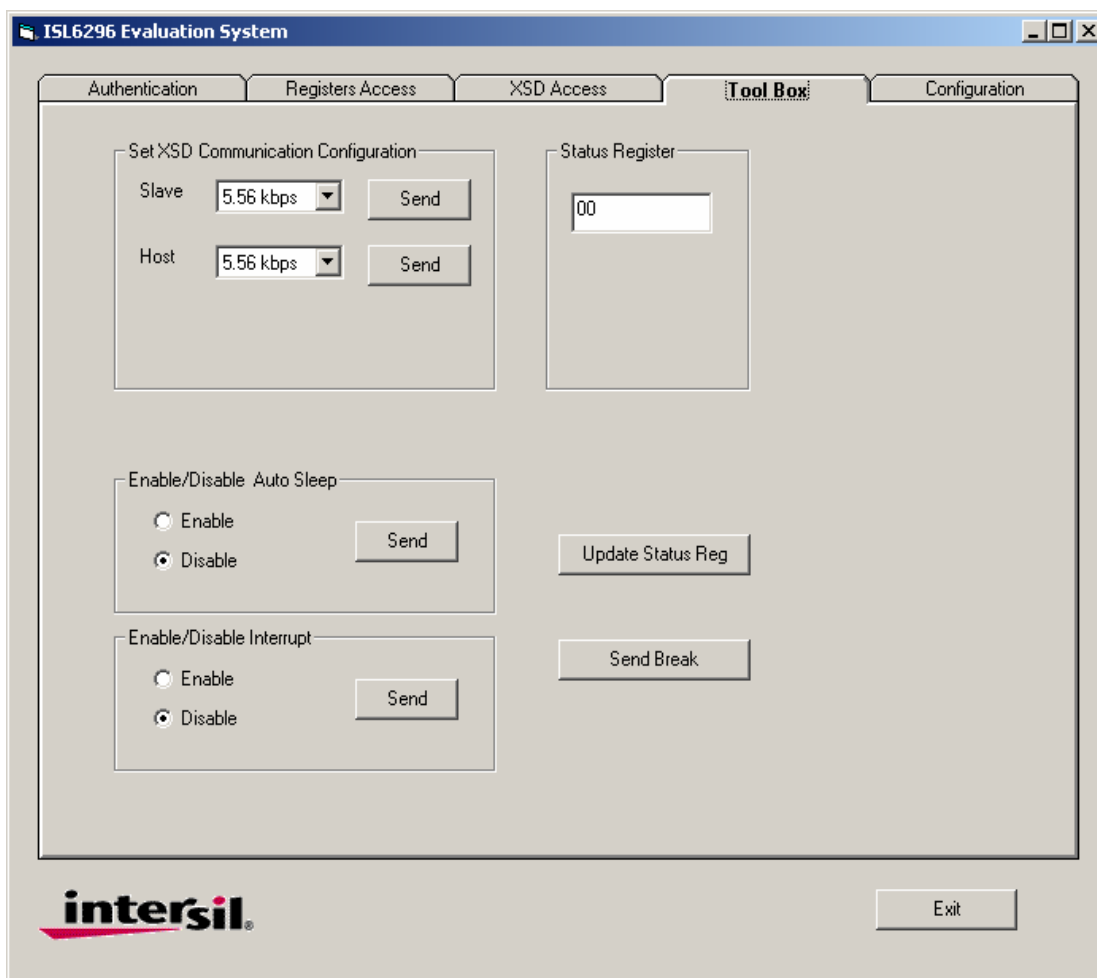 ISL6296 Evaluation System
Authentication
Registers Access
XSD Access
Tool Box
Configuration
Set XSD Communication Configuration
Slave
5.56 kbps
Send
Host
5.56 kbps
Send
Status Register
00
Enable/Disable Auto Sleep
Enable
Disable
Send
Update Status Reg
Enable/Disable Interrupt
Enable
Disable
Send
Send Break
intersil®
Exit